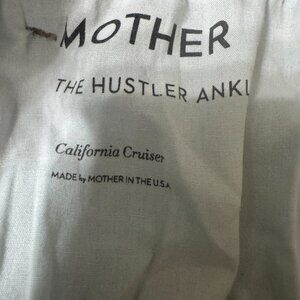 MOTHER
THE HUSTLER ANKL
California Cruiser
MADE by MOTHER IN THE U.S.A.